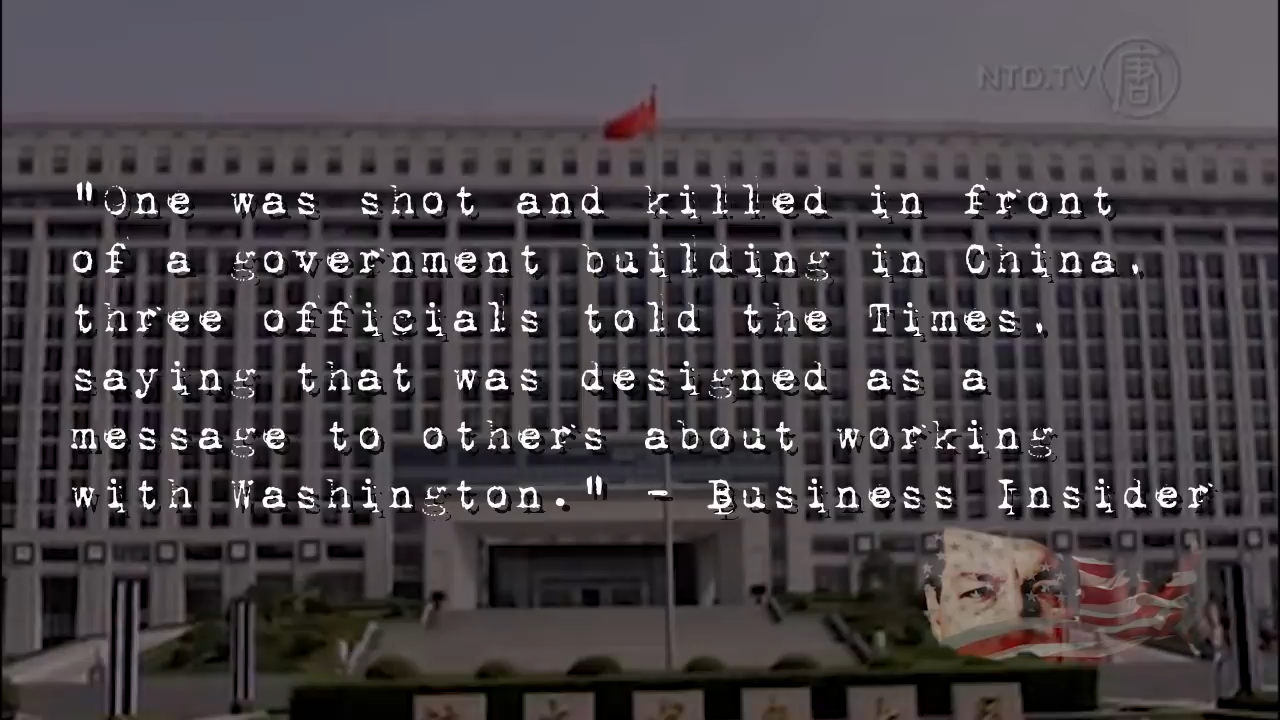 NTD.TV 唐
"One was shot and killed in front
of a government building in China,
three officials told the Times,
saying that was designed as a
message to others about working
with Washington." - Business Insider